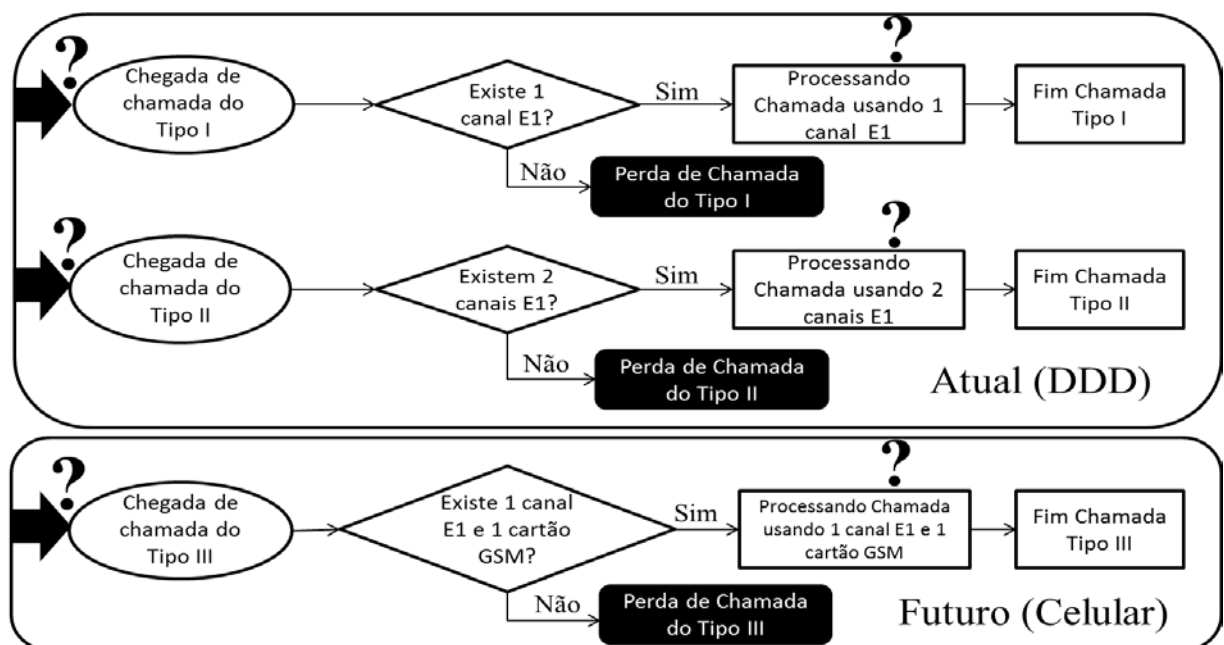 ?
Chegada de
chamada do
Tipo I
Existe 1
canal E1?
Sim
?
Processando
Chamada usando 1
canal E1
Fim Chamada
Tipo I
Não
Perda de Chamada
do Tipo I
?
Chegada de
chamada do
Tipo II
Existem 2
canais E1?
Sim
?
Processando
Chamada usando 2
canais E1
Fim Chamada
Tipo II
Não
Perda de Chamada
do Tipo II
Atual (DDD)
?
Chegada de
chamada do
Tipo III
Existe 1 canal
E1 e 1 cartão
GSM?
Sim
?
Processando Chamada
usando 1 canal E1 e 1
cartão GSM
Fim Chamada
Tipo III
Não
Perda de Chamada
do Tipo III
Futuro (Celular)